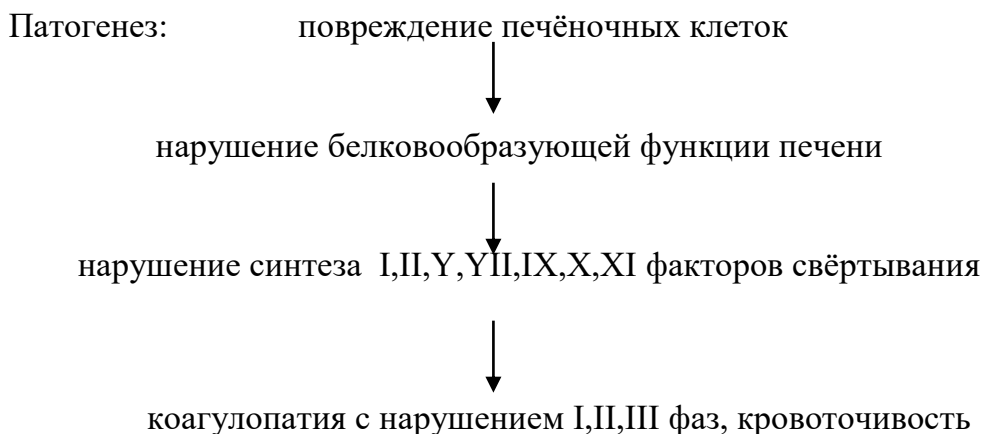 Патогенез: повреждение печёночных клеток
нарушение белковообразующей функции печени
нарушение синтеза I,II,Y,YII,IX,X,XI факторов свёртывания
коагулопатия с нарушением I,II,III фаз, кровоточивость